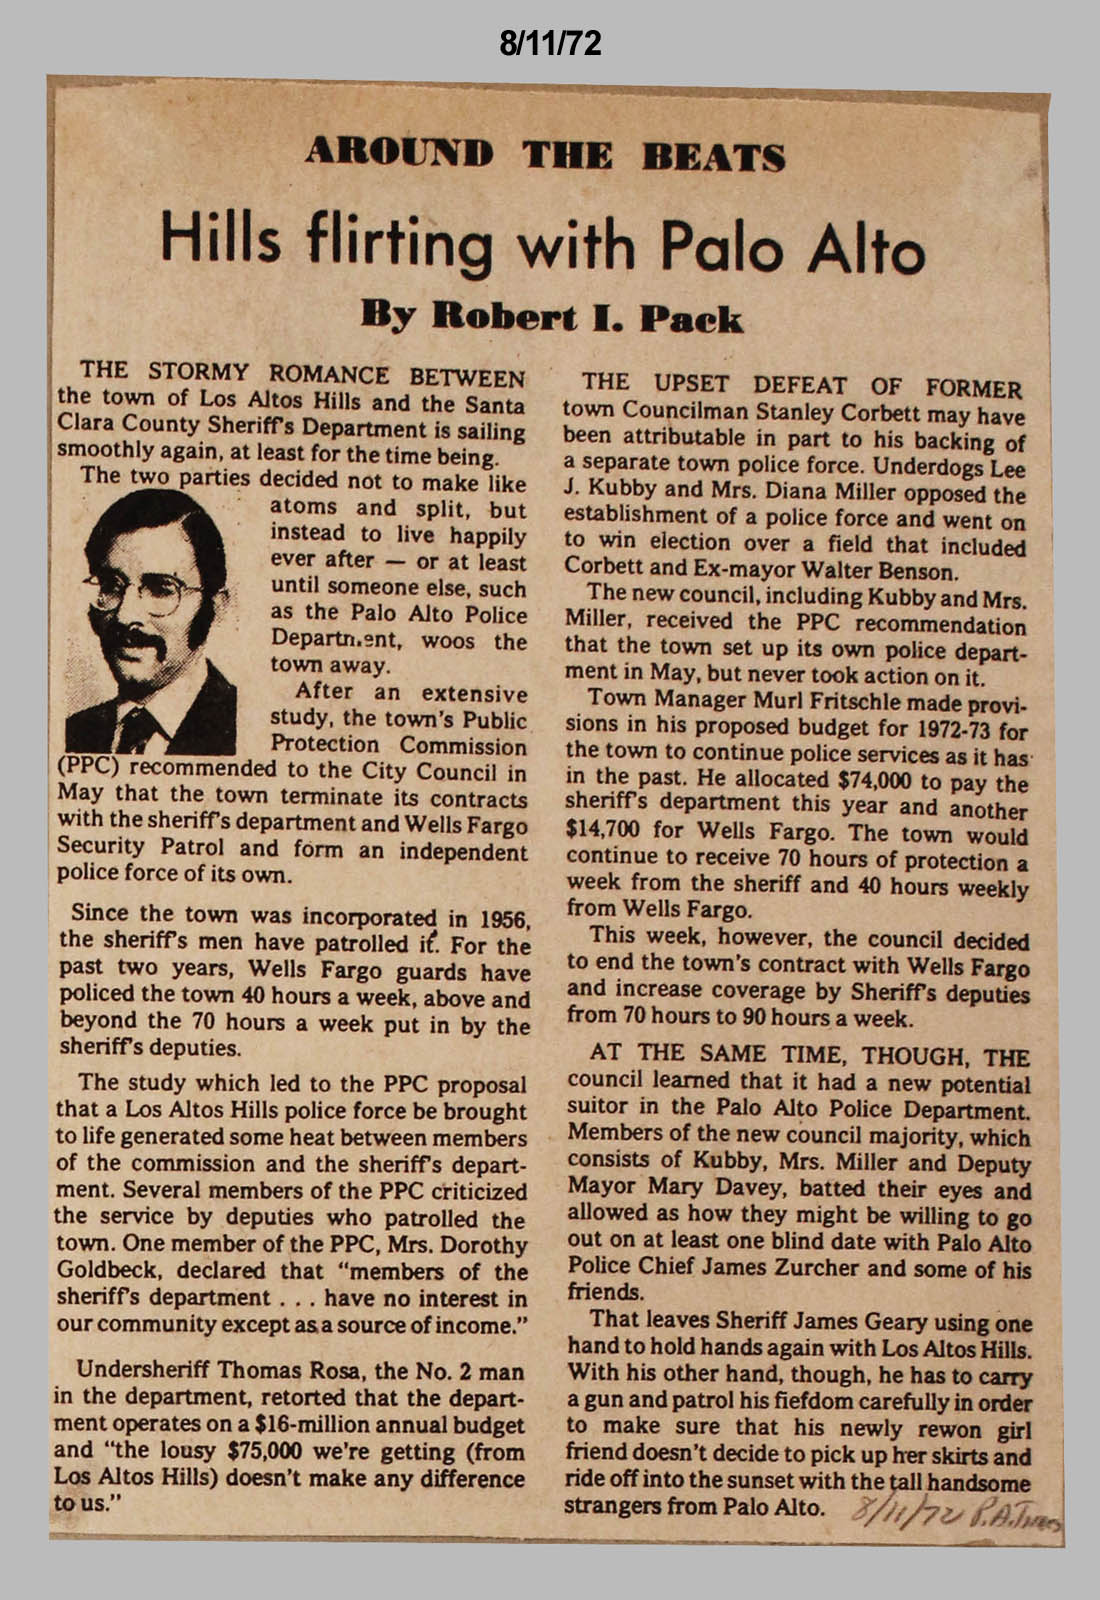 8/11/72
AROUND THE BEATS
Hills flirting with Palo Alto
By Robert I. Pack
THE STORMY ROMANCE BETWEEN
the town of Los Altos Hills and the Santa
Clara County Sheriff's Department is sailing
smoothly again, at least for the time being.
The two parties decided not to make like
atoms and split, but
instead to live happily
ever after — or at least
until someone else, such
as the Palo Alto Police
Department, woos the
town away.
After an extensive
study, the town's Public
Protection Commission
(PPC) recommended to the City Council in
May that the town terminate its contracts
with the sheriff's department and Wells Fargo
Security Patrol and form an independent
police force of its own.
Since the town was incorporated in 1956,
the sheriff's men have patrolled it. For the
past two years, Wells Fargo guards have
policed the town 40 hours a week, above and
beyond the 70 hours a week put in by the
sheriff's deputies.
The study which led to the PPC proposal
that a Los Altos Hills police force be brought
to life generated some heat between members
of the commission and the sheriff's depart-
ment. Several members of the PPC criticized
the service by deputies who patrolled the
town. One member of the PPC, Mrs. Dorothy
Goldbeck, declared that "members of the
sheriff's department . . . have no interest in
our community except as a source of income."
Undersheriff Thomas Rosa, the No. 2 man
in the department, retorted that the depart-
ment operates on a $16-million annual budget
and "the lousy $75,000 we're getting (from
Los Altos Hills) doesn't make any difference
to us."
THE UPSET DEFEAT OF FORMER
town Councilman Stanley Corbett may have
been attributable in part to his backing of
a separate town police force. Underdogs Lee
J. Kubby and Mrs. Diana Miller opposed the
establishment of a police force and went on
to win election over a field that included
Corbett and Ex-mayor Walter Benson.
The new council, including Kubby and Mrs.
Miller, received the PPC recommendation
that the town set up its own police depart-
ment in May, but never took action on it.
Town Manager Murl Fritschle made provi-
sions in his proposed budget for 1972-73 for
the town to continue police services as it has
in the past. He allocated $74,000 to pay the
sheriff's department this year and another
$14,700 for Wells Fargo. The town would
continue to receive 70 hours of protection a
week from the sheriff and 40 hours weekly
from Wells Fargo.
This week, however, the council decided
to end the town's contract with Wells Fargo
and increase coverage by Sheriff's deputies
from 70 hours to 90 hours a week.
AT THE SAME TIME, THOUGH, THE
council learned that it had a new potential
suitor in the Palo Alto Police Department.
Members of the new council majority, which
consists of Kubby, Mrs. Miller and Deputy
Mayor Mary Davey, batted their eyes and
allowed as how they might be willing to go
out on at least one blind date with Palo Alto
Police Chief James Zurcher and some of his
friends.
That leaves Sheriff James Geary using one
hand to hold hands again with Los Altos Hills.
With his other hand, though, he has to carry
a gun and patrol his fiefdom carefully in order
to make sure that his newly rewon girl
friend doesn't decide to pick up her skirts and
ride off into the sunset with the tall handsome
strangers from Palo Alto.
8/11/72 P.A. Times